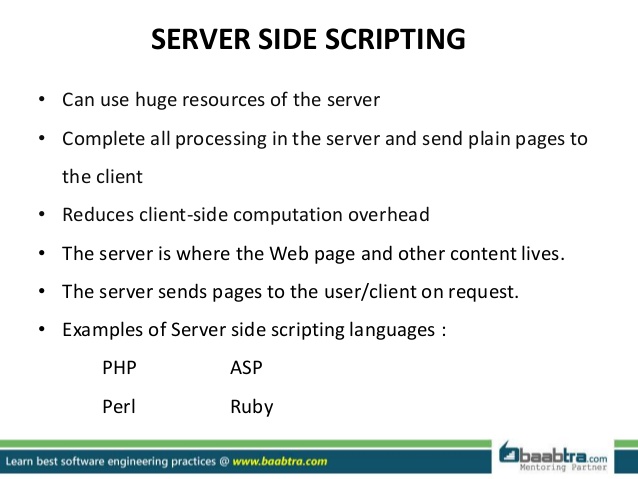 SERVER SIDE SCRIPTING
• Can use huge resources of the server
• Complete all processing in the server and send plain pages to
the client
• Reduces client-side computation overhead
• The server is where the Web page and other content lives.
• The server sends pages to the user/client on request.
• Examples of Server side scripting languages :
PHP ASP
Perl Ruby
Learn best software engineering practices @ www.baabtra.com
baabtra.com
Mentoring Partner